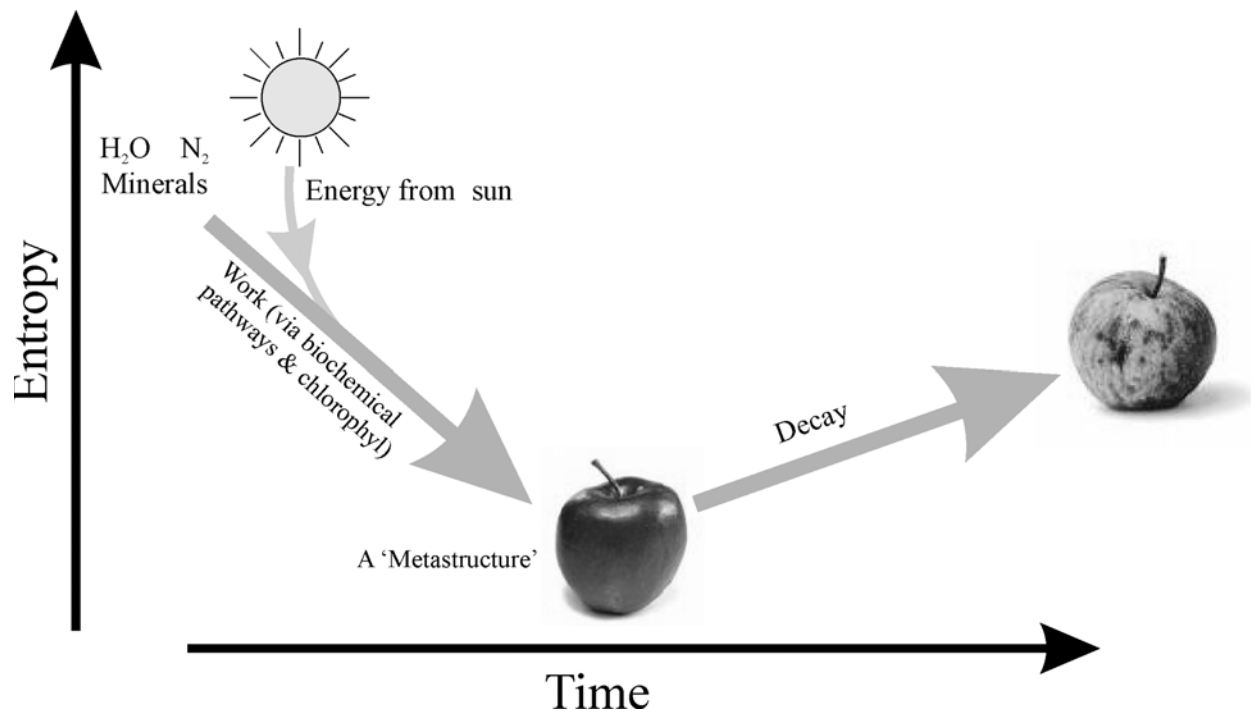 H₂O N₂
Minerals
Energy from sun
Work (via biochemical
pathways & chlorophyl)
Entropy
Decay
A ‘Metastructure’
Time